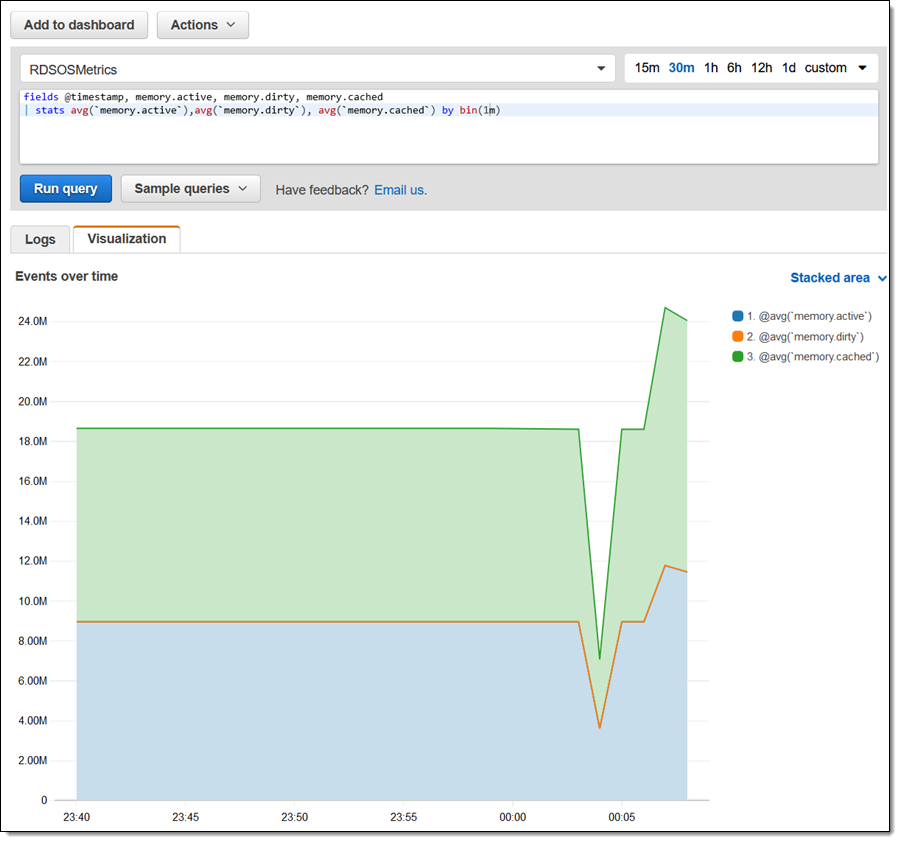 Add to dashboard Actions
RDSOSMetrics 15m 30m 1h 6h 12h 1d custom
fields @timestamp, memory.active, memory.dirty, memory.cached
| stats avg(`memory.active`),avg(`memory.dirty`), avg(`memory.cached`) by bin(1m)
Run query Sample queries Have feedback? Email us.
Logs Visualization
Events over time Stacked area
1. @avg(`memory.active`)
2. @avg(`memory.dirty`)
3. @avg(`memory.cached`)
24.0M
22.0M
20.0M
18.0M
16.0M
14.0M
12.0M
10.0M
8.00M
6.00M
4.00M
2.00M
0
23:40 23:45 23:50 23:55 00:00 00:05